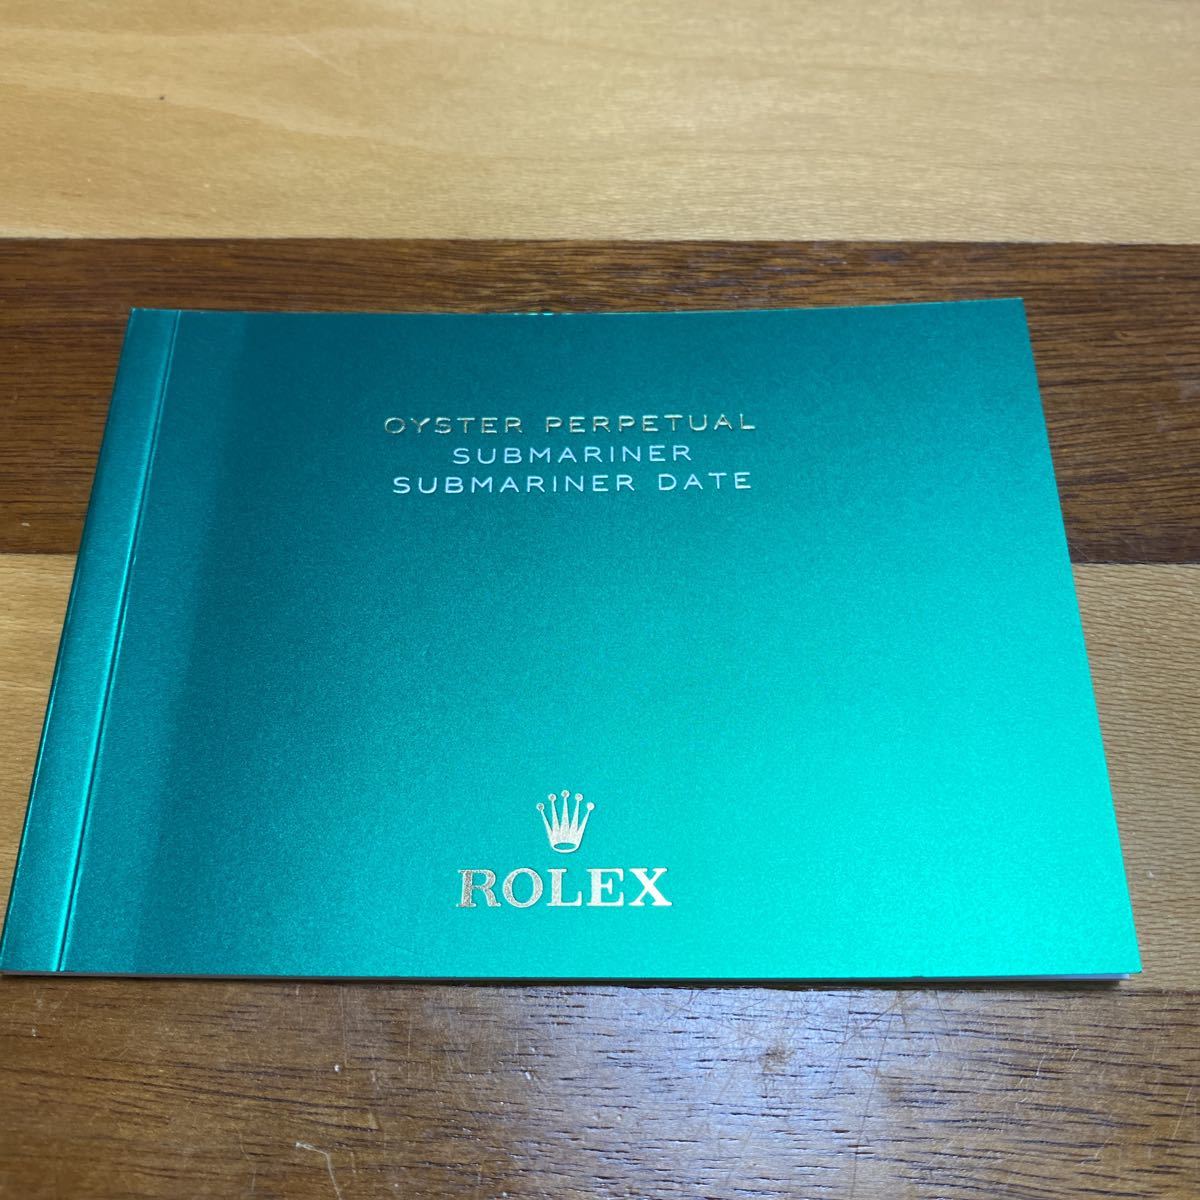 OYSTER PERPETUAL
SUBMARINER
SUBMARINER DATE
ROLEX